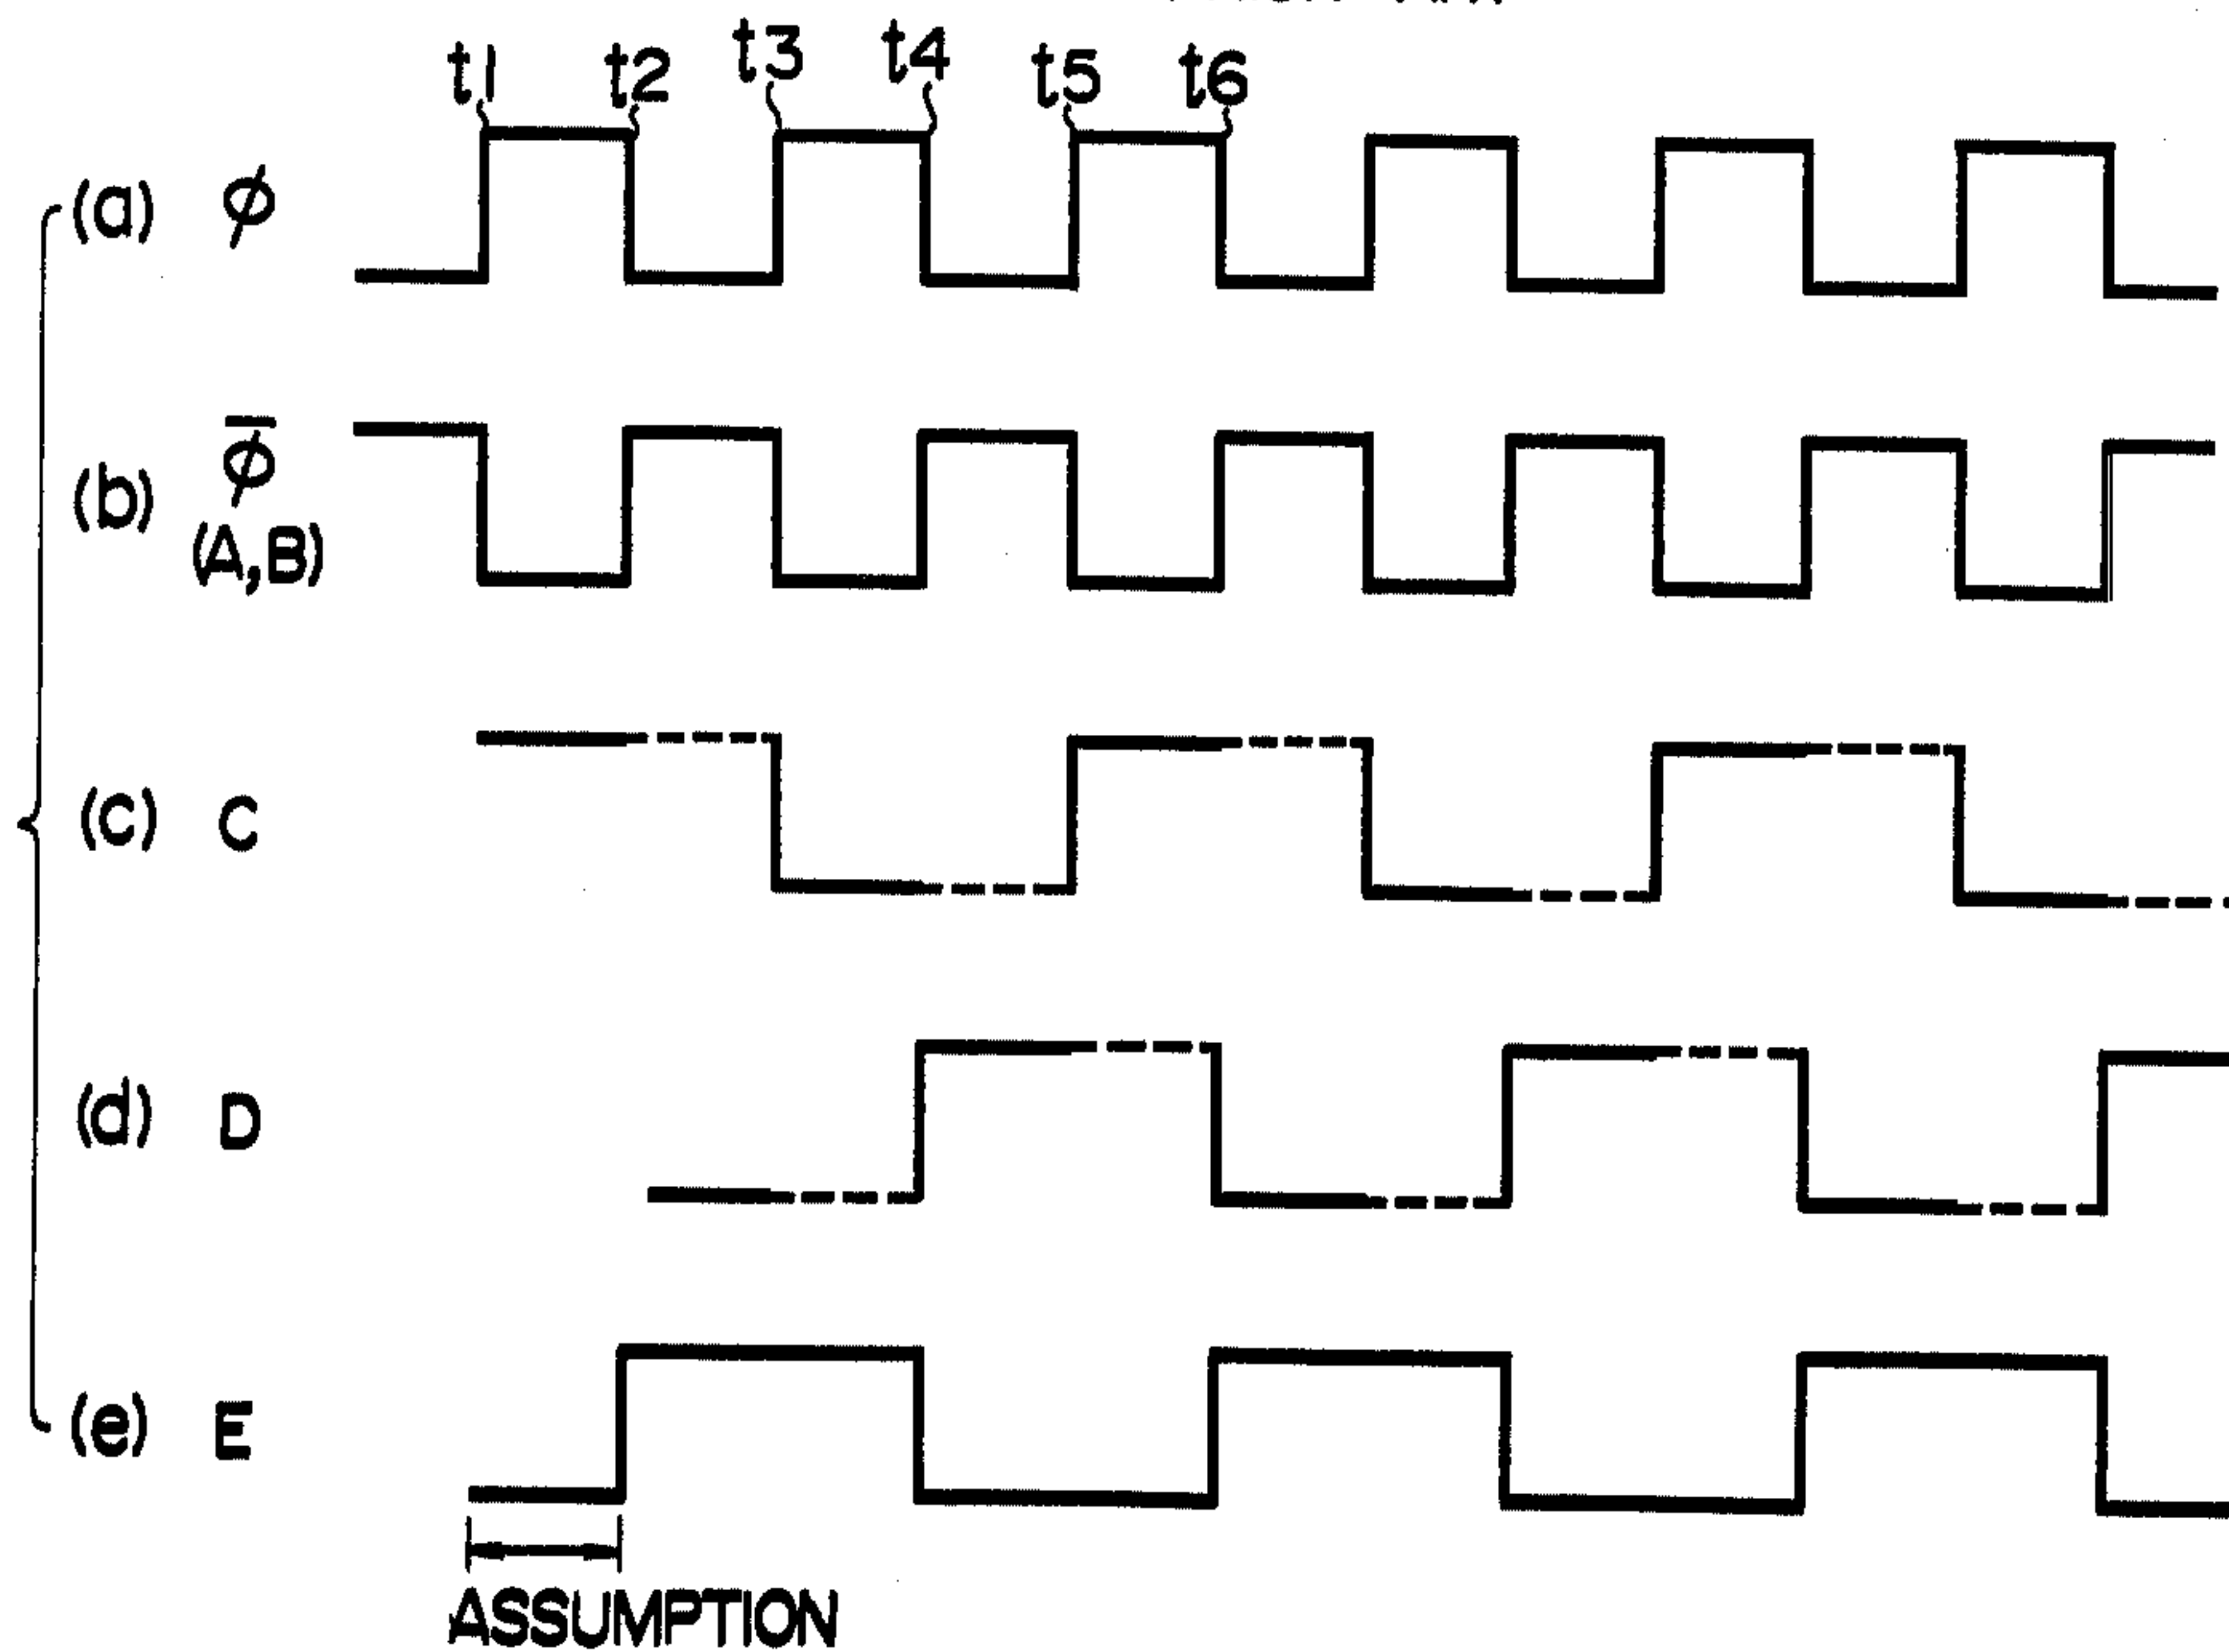 t1 t2 t3 t4 t5 t6
(a) ϕ
(b) ϕ̅
(A,B)
(c) C
(d) D
(e) E
ASSUMPTION